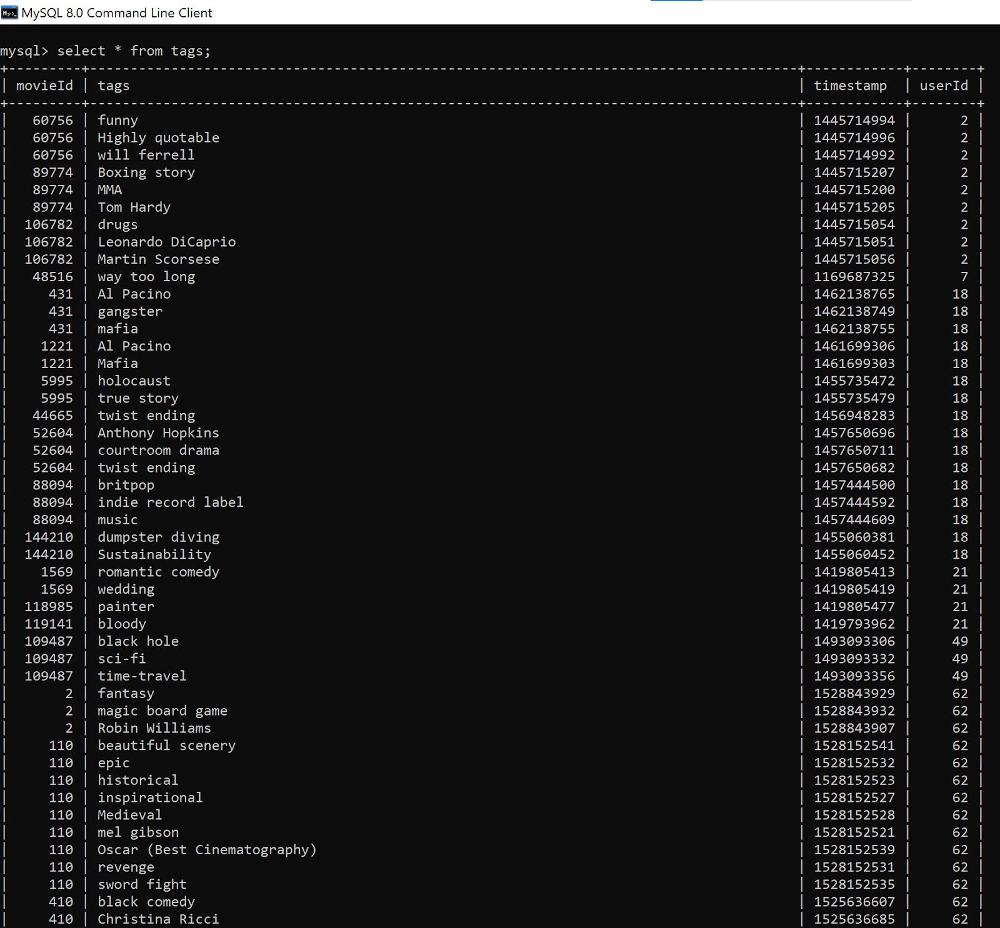 MySQL 8.0 Command Line Client
mysql> select * from tags;
+---------+---------------------------------------------------------------------------------------+------------+--------+
| movieId | tags | timestamp | userId |
+---------+---------------------------------------------------------------------------------------+------------+--------+
| 60756 | funny | 1445714994 | 2 |
| 60756 | Highly quotable | 1445714996 | 2 |
| 60756 | will ferrell | 1445714992 | 2 |
| 89774 | Boxing story | 1445715207 | 2 |
| 89774 | MMA | 1445715200 | 2 |
| 89774 | Tom Hardy | 1445715205 | 2 |
| 106782 | drugs | 1445715054 | 2 |
| 106782 | Leonardo DiCaprio | 1445715051 | 2 |
| 106782 | Martin Scorsese | 1445715056 | 2 |
| 48516 | way too long | 1169687325 | 7 |
| 431 | Al Pacino | 1462138765 | 18 |
| 431 | gangster | 1462138749 | 18 |
| 431 | mafia | 1462138755 | 18 |
| 1221 | Al Pacino | 1461699306 | 18 |
| 1221 | Mafia | 1461699303 | 18 |
| 5995 | holocaust | 1455735472 | 18 |
| 5995 | true story | 1455735479 | 18 |
| 44665 | twist ending | 1456948283 | 18 |
| 52604 | Anthony Hopkins | 1457650696 | 18 |
| 52604 | courtroom drama | 1457650711 | 18 |
| 52604 | twist ending | 1457650682 | 18 |
| 88094 | britpop | 1457444500 | 18 |
| 88094 | indie record label | 1457444592 | 18 |
| 88094 | music | 1457444609 | 18 |
| 144210 | dumpster diving | 1455060381 | 18 |
| 144210 | Sustainability | 1455060452 | 18 |
| 1569 | romantic comedy | 1419805413 | 21 |
| 1569 | wedding | 1419805419 | 21 |
| 118985 | painter | 1419805477 | 21 |
| 119141 | bloody | 1419793962 | 21 |
| 109487 | black hole | 1493093306 | 49 |
| 109487 | sci-fi | 1493093332 | 49 |
| 109487 | time-travel | 1493093356 | 49 |
| 2 | fantasy | 1528843929 | 62 |
| 2 | magic board game | 1528843932 | 62 |
| 2 | Robin Williams | 1528843907 | 62 |
| 110 | beautiful scenery | 1528152541 | 62 |
| 110 | epic | 1528152532 | 62 |
| 110 | historical | 1528152523 | 62 |
| 110 | inspirational | 1528152527 | 62 |
| 110 | Medieval | 1528152528 | 62 |
| 110 | mel gibson | 1528152521 | 62 |
| 110 | Oscar (Best Cinematography) | 1528152539 | 62 |
| 110 | revenge | 1528152531 | 62 |
| 110 | sword fight | 1528152535 | 62 |
| 410 | black comedy | 1525636607 | 62 |
| 410 | Christina Ricci | 1525636685 | 62 |